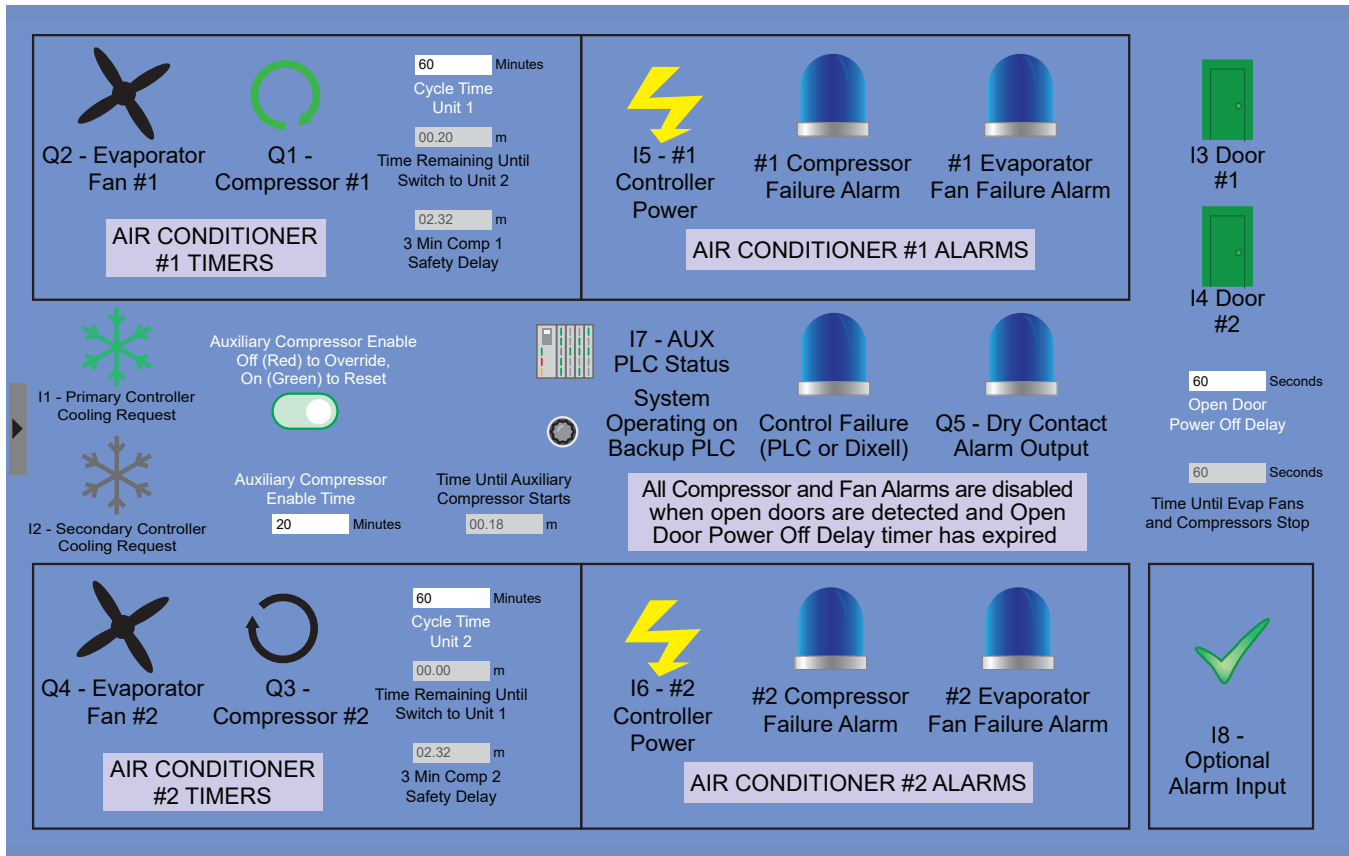 60 Minutes
Cycle Time
Unit 1
00.20 m
Time Remaining Until
Switch to Unit 2
02.32 m
3 Min Comp 1
Safety Delay
Q2 - Evaporator
Fan #1
Q1 -
Compressor #1
AIR CONDITIONER
#1 TIMERS
I5 - #1
Controller
Power
#1 Compressor
Failure Alarm
#1 Evaporator
Fan Failure Alarm
AIR CONDITIONER #1 ALARMS
I3 Door
#1
I4 Door
#2
I1 - Primary Controller
Cooling Request
Auxiliary Compressor Enable
Off (Red) to Override,
On (Green) to Reset
I7 - AUX
PLC Status
System
Operating on
Backup PLC
Control Failure
(PLC or Dixell)
Q5 - Dry Contact
Alarm Output
60 Seconds
Open Door
Power Off Delay
I2 - Secondary Controller
Cooling Request
Auxiliary Compressor
Enable Time
20 Minutes
Time Until Auxiliary
Compressor Starts
00.18 m
All Compressor and Fan Alarms are disabled
when open doors are detected and Open
Door Power Off Delay timer has expired
60 Seconds
Time Until Evap Fans
and Compressors Stop
60 Minutes
Cycle Time
Unit 2
00.00 m
Time Remaining Until
Switch to Unit 1
02.32 m
3 Min Comp 2
Safety Delay
Q4 - Evaporator
Fan #2
Q3 -
Compressor #2
AIR CONDITIONER
#2 TIMERS
I6 - #2
Controller
Power
#2 Compressor
Failure Alarm
#2 Evaporator
Fan Failure Alarm
AIR CONDITIONER #2 ALARMS
I8 -
Optional
Alarm Input